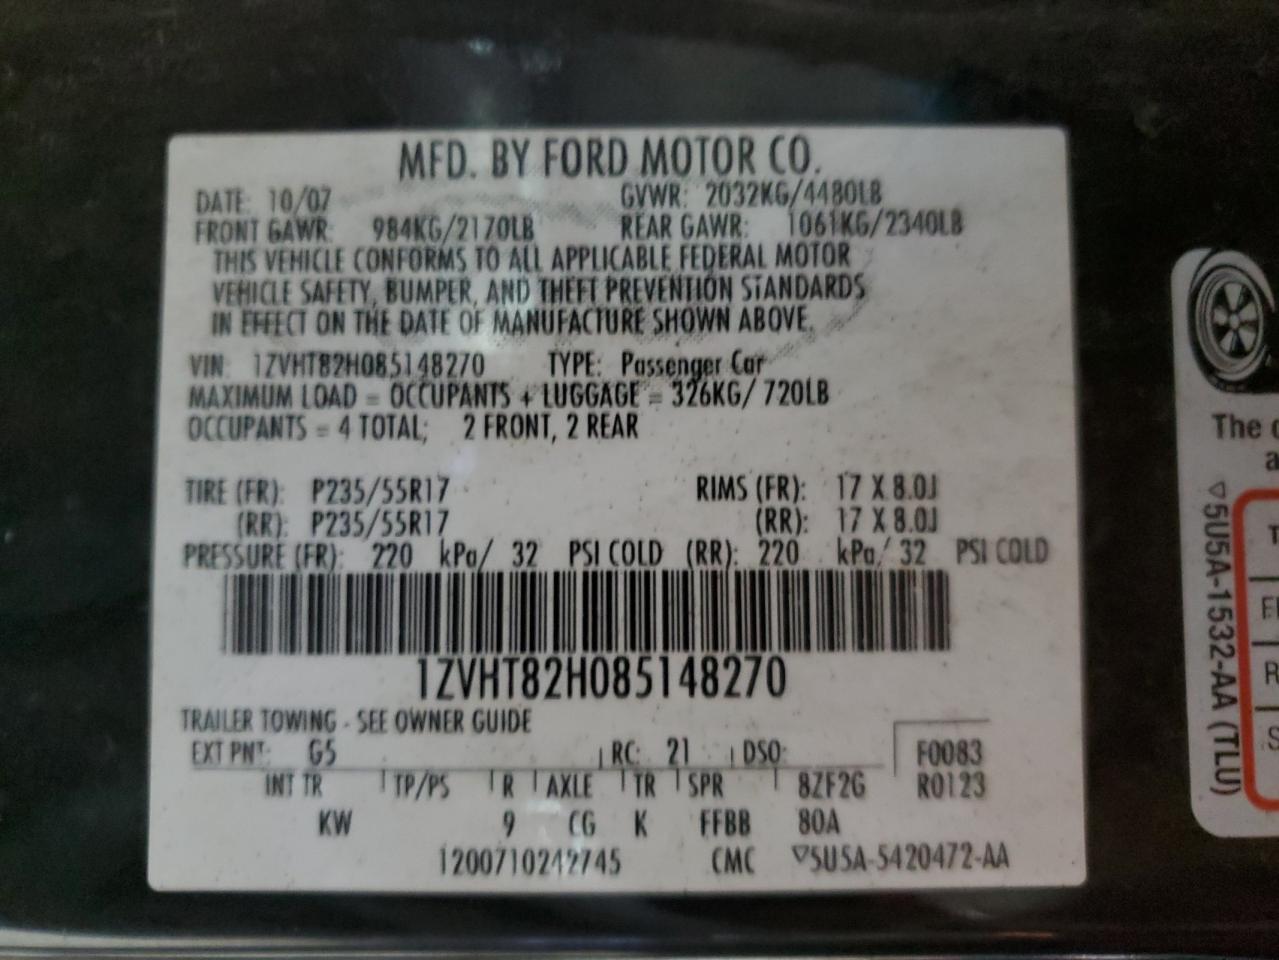 MFD. BY FORD MOTOR CO.
DATE: 10/07 GVWR: 2032KG/4480LB
FRONT GAWR: 984KG/2170LB REAR GAWR: 1061KG/2340LB
THIS VEHICLE CONFORMS TO ALL APPLICABLE FEDERAL MOTOR
VEHICLE SAFETY, BUMPER, AND THEFT PREVENTION STANDARDS
IN EFFECT ON THE DATE OF MANUFACTURE SHOWN ABOVE.
VIN: 1ZVHT82H085148270 TYPE: Passenger Car
MAXIMUM LOAD = OCCUPANTS + LUGGAGE = 326KG/ 720LB
OCCUPANTS = 4 TOTAL; 2 FRONT, 2 REAR
TIRE (FR): P235/55R17 RIMS (FR): 17 X 8.0J
(RR): P235/55R17 (RR): 17 X 8.0J
PRESSURE (FR): 220 kPa/ 32 PSI COLD (RR): 220 kPa/ 32 PSI COLD
1ZVHT82H085148270
TRAILER TOWING - SEE OWNER GUIDE
EXT PNT: G5 RC: 21 DSO: F0083
INT TR TP/PS R AXLE TR SPR 8ZF2G R0123
KW 9 CG K FFBB 80A
1200710242745 CMC ▽5U5A-5420472-AA
The
▽5U5A-1532-AA (TLU)
T
E
R
S